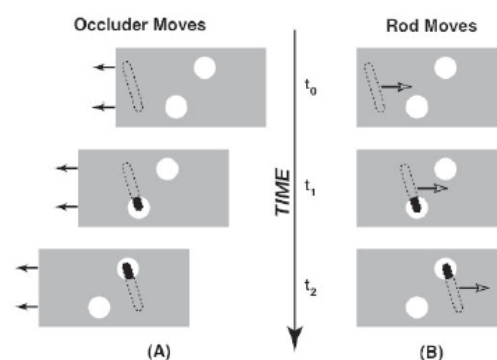 Occluder Moves
Rod Moves
t0
t1
t2
TIME
(A)
(B)